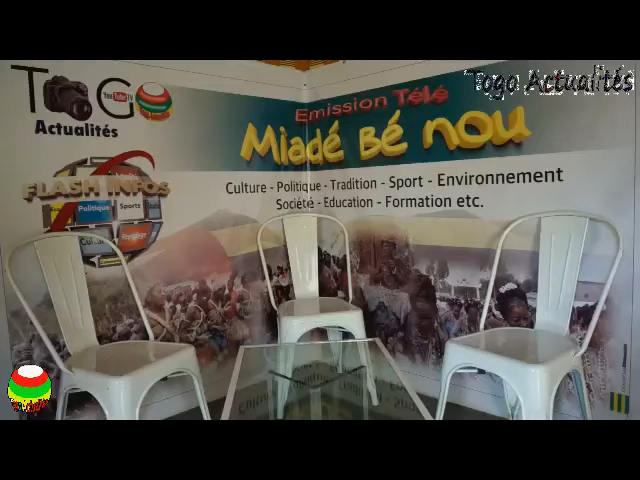 Togo Actualités
ToGo
YouTube TV
Actualités
Emission Télé
Miadé Bé nou
FLASH INFOS
Politique
Sports
Culture - Politique - Tradition - Sport - Environnement
Société - Education - Formation etc.